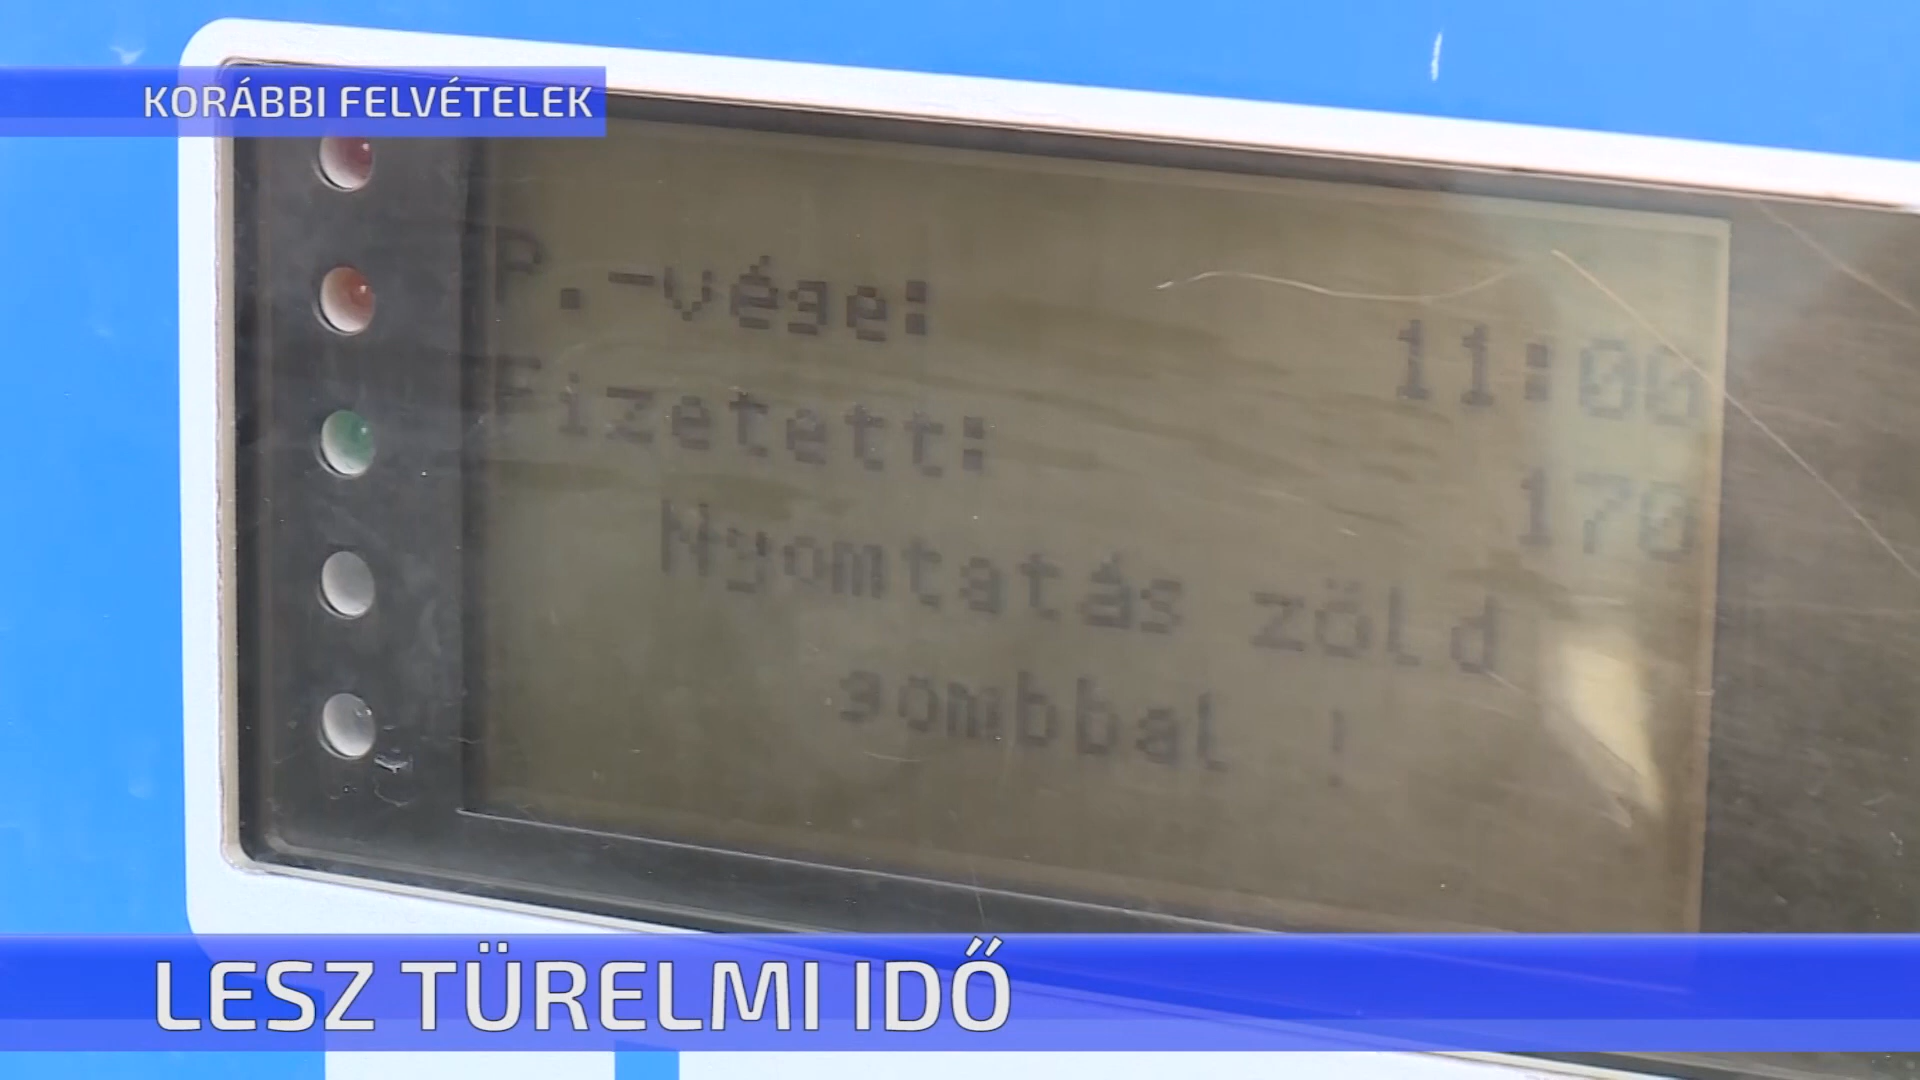 KORÁBBI FELVÉTELEK
P.-vége: 11:00
Fizetett: 170
Nyomtatás zöld
gombbal !
LESZ TÜRELMI IDŐ